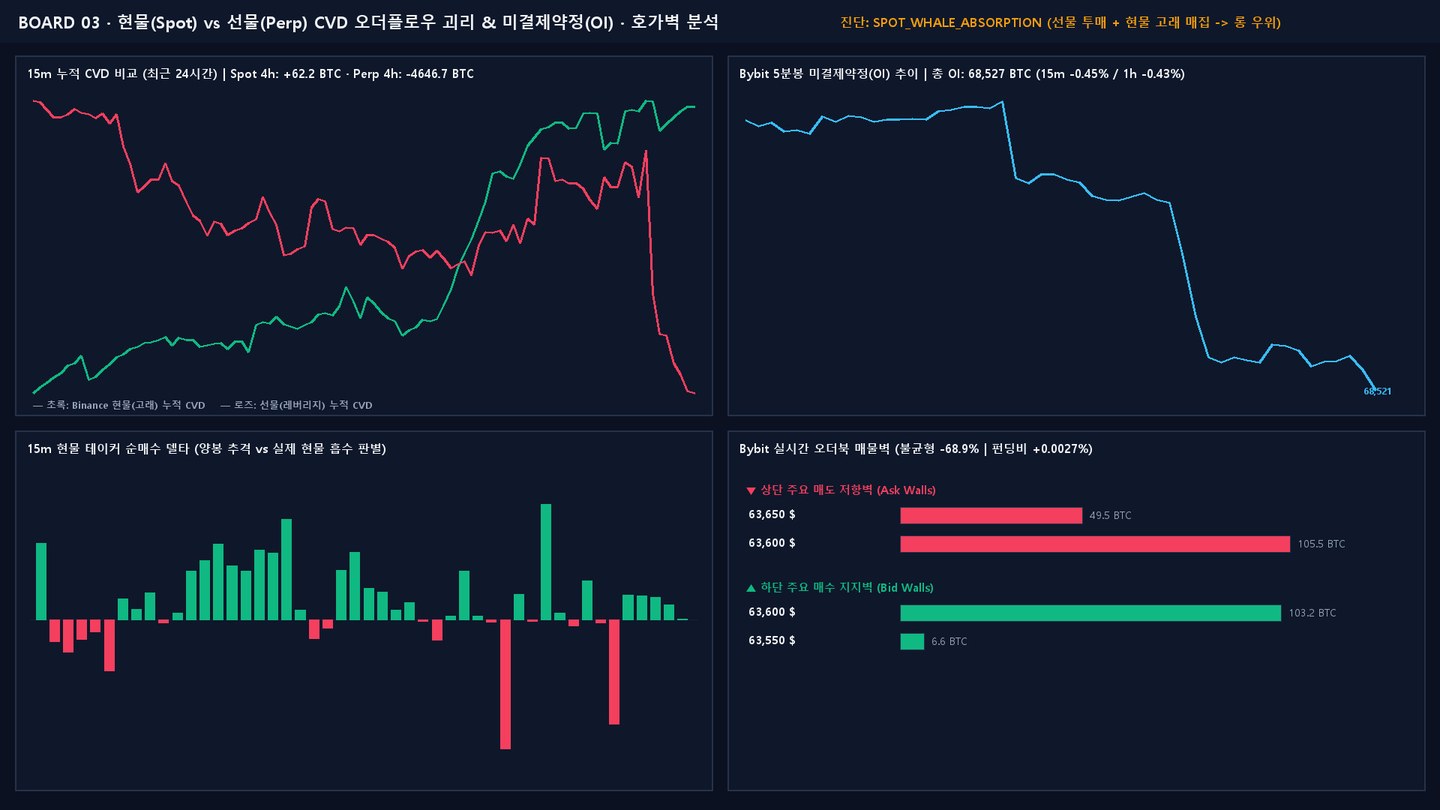 BOARD 03 · 현물(Spot) vs 선물(Perp) CVD 오더플로우 괴리 & 미결제약정(OI) · 호가벽 분석
진단: SPOT_WHALE_ABSORPTION (선물 투매 + 현물 고래 매집 -> 롱 우위)
15m 누적 CVD 비교 (최근 24시간) | Spot 4h: +62.2 BTC · Perp 4h: -4646.7 BTC
— 초록: Binance 현물(고래) 누적 CVD — 로즈: 선물(레버리지) 누적 CVD
Bybit 5분봉 미결제약정(OI) 추이 | 총 OI: 68,527 BTC (15m -0.45% / 1h -0.43%)
68,521
15m 현물 테이커 순매수 델타 (양봉 추격 vs 실제 현물 흡수 판별)
Bybit 실시간 오더북 매물벽 (불균형 -68.9% | 펀딩비 +0.0027%)
▼ 상단 주요 매도 저항벽 (Ask Walls)
63,650 $ 49.5 BTC
63,600 $ 105.5 BTC
▲ 하단 주요 매수 지지벽 (Bid Walls)
63,600 $ 103.2 BTC
63,550 $ 6.6 BTC